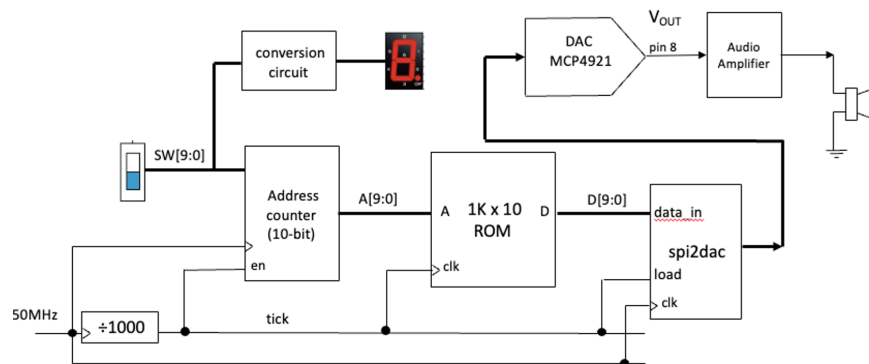 V_OUT
DAC
MCP4921
pin 8
Audio
Amplifier
conversion
circuit
SW[9:0]
Address
counter
(10-bit)
en
A[9:0]
A
1K x 10
ROM
D
clk
D[9:0]
data_in
spi2dac
load
clk
50MHz
÷1000
tick